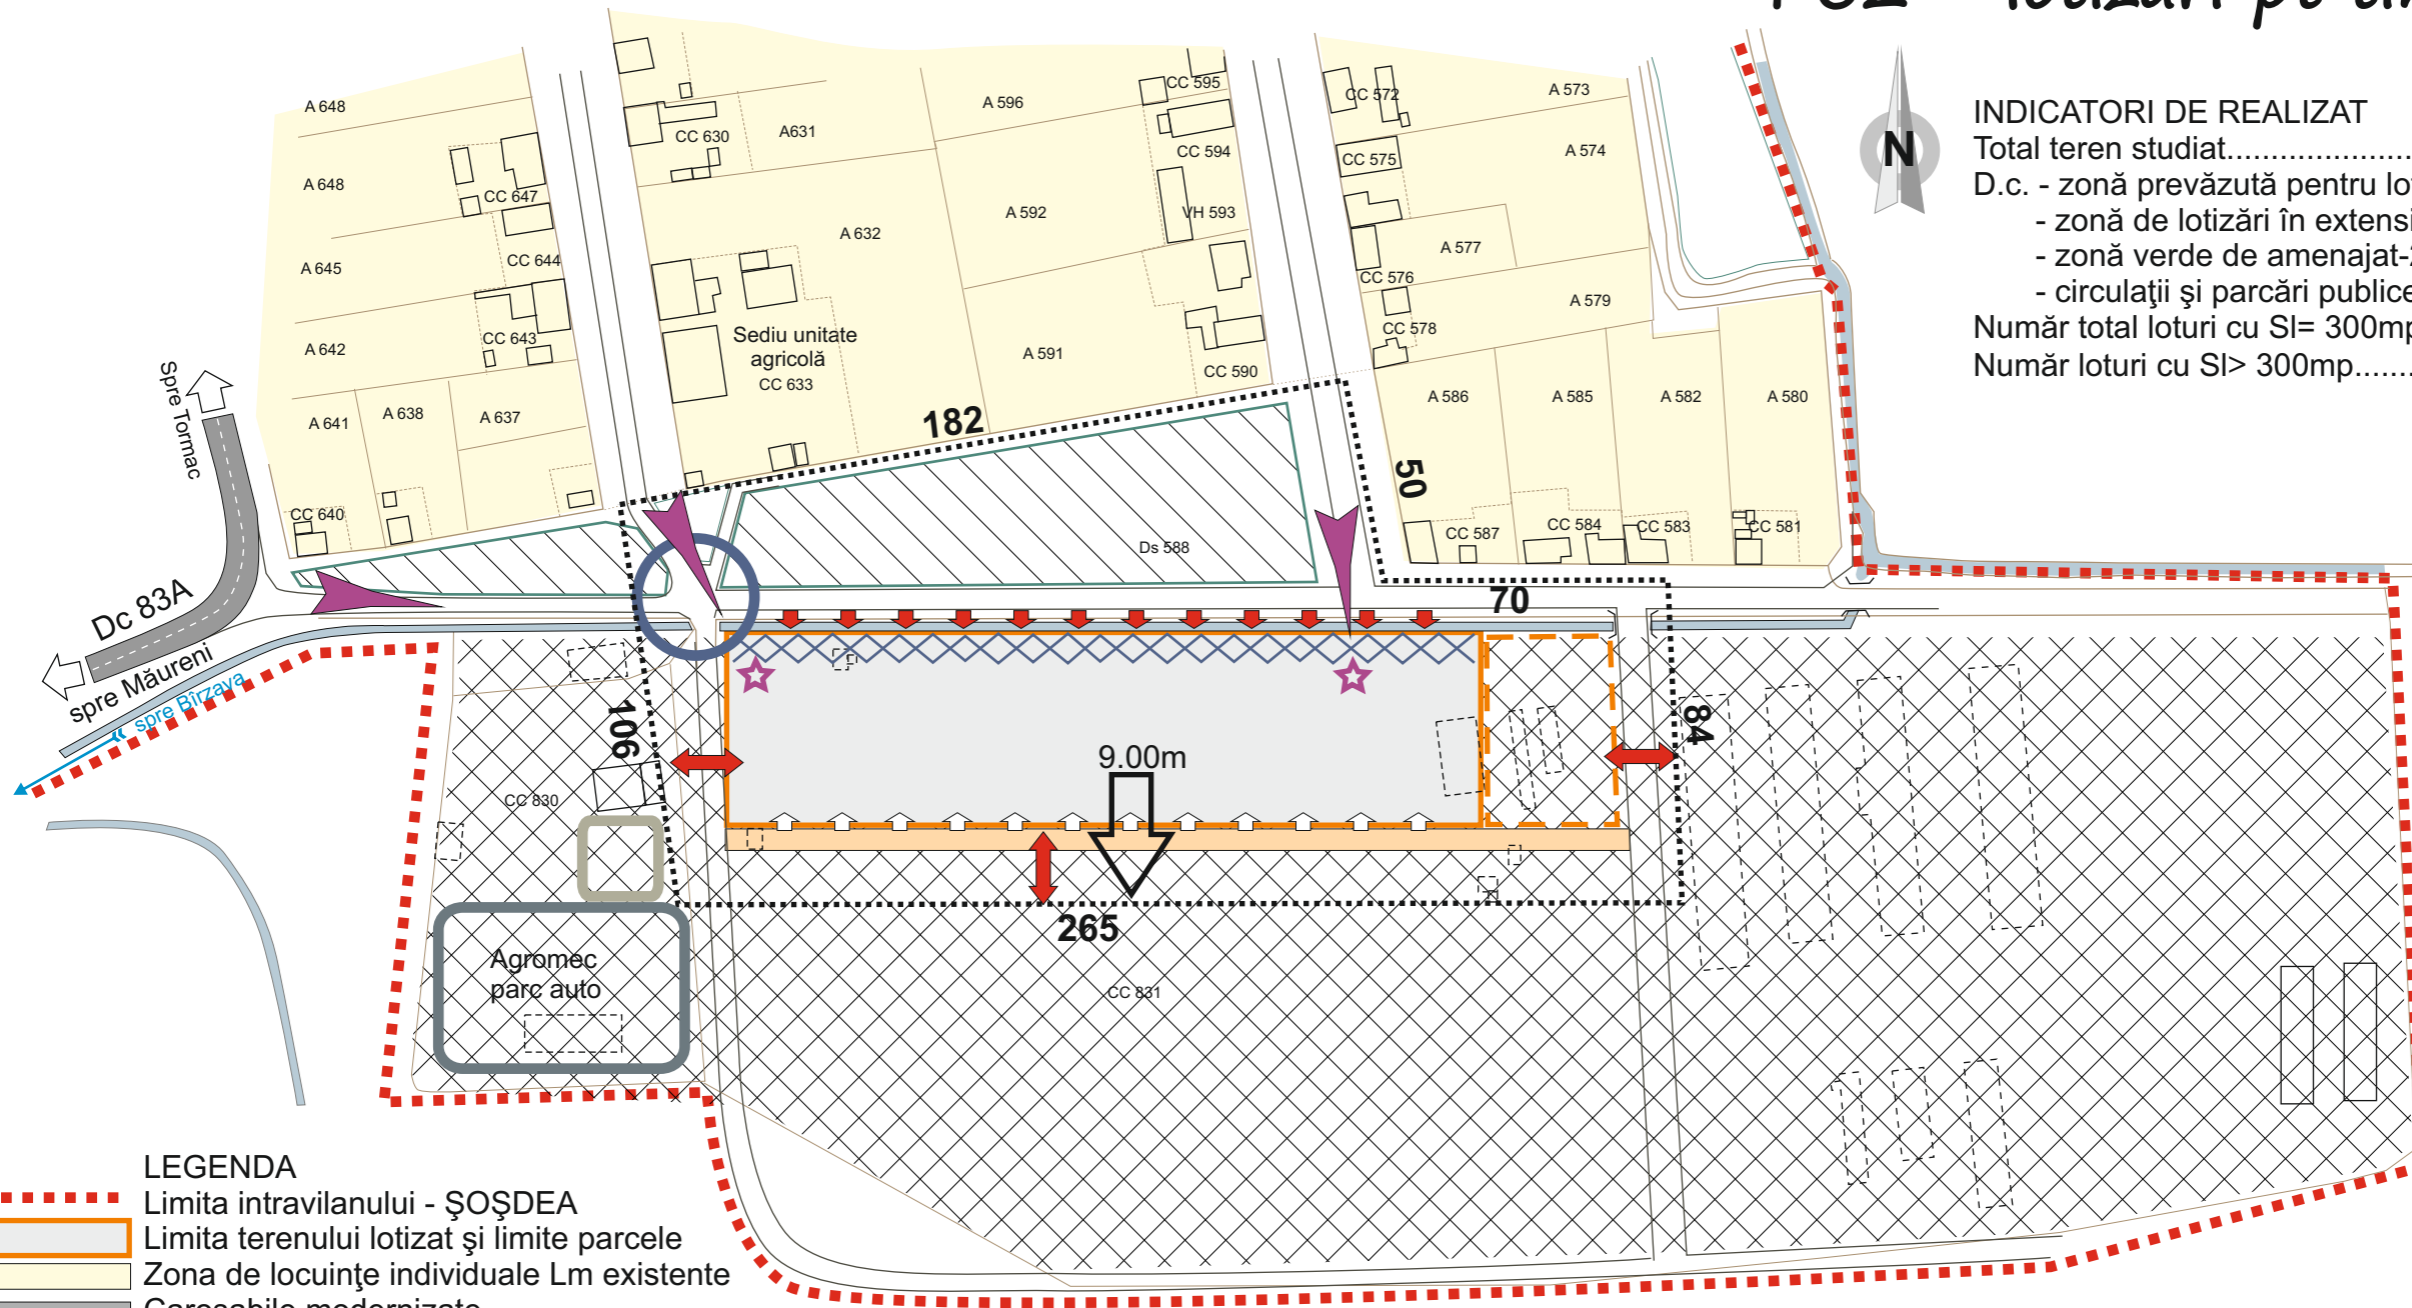 INDICATORI DE REALIZAT
Total teren studiat......................
D.c. - zonă prevăzută pentru
- zonă de lotizări în
- zonă verde de amenajat-
- circulaţii şi parcări publice
Număr total loturi cu Sl= 300mp
Număr loturi cu Sl> 300mp.......
N
A 648
A 648
CC 647
A 645
CC 644
A 642
CC 643
A 641
A 638
A 637
CC 640
CC 630
A631
A 596
CC 595
CC 594
A 592
VH 593
A 632
Sediu unitate
agricolă
CC 633
A 591
CC 590
CC 572
A 573
CC 575
A 574
A 577
CC 576
A 579
CC 578
A 586
A 585
A 582
A 580
CC 587
CC 584
CC 583
CC 581
Spre Tormac
Dc 83A
spre Măureni
spre Bîrzava
182
50
Ds 588
70
106
84
9.00m
265
CC 830
Agromec
parc auto
CC 831
LEGENDA
Limita intravilanului - ŞOŞDEA
Limita terenului lotizat şi limite parcele
Zona de locuinţe individuale Lm existente
Carosabile modernizate